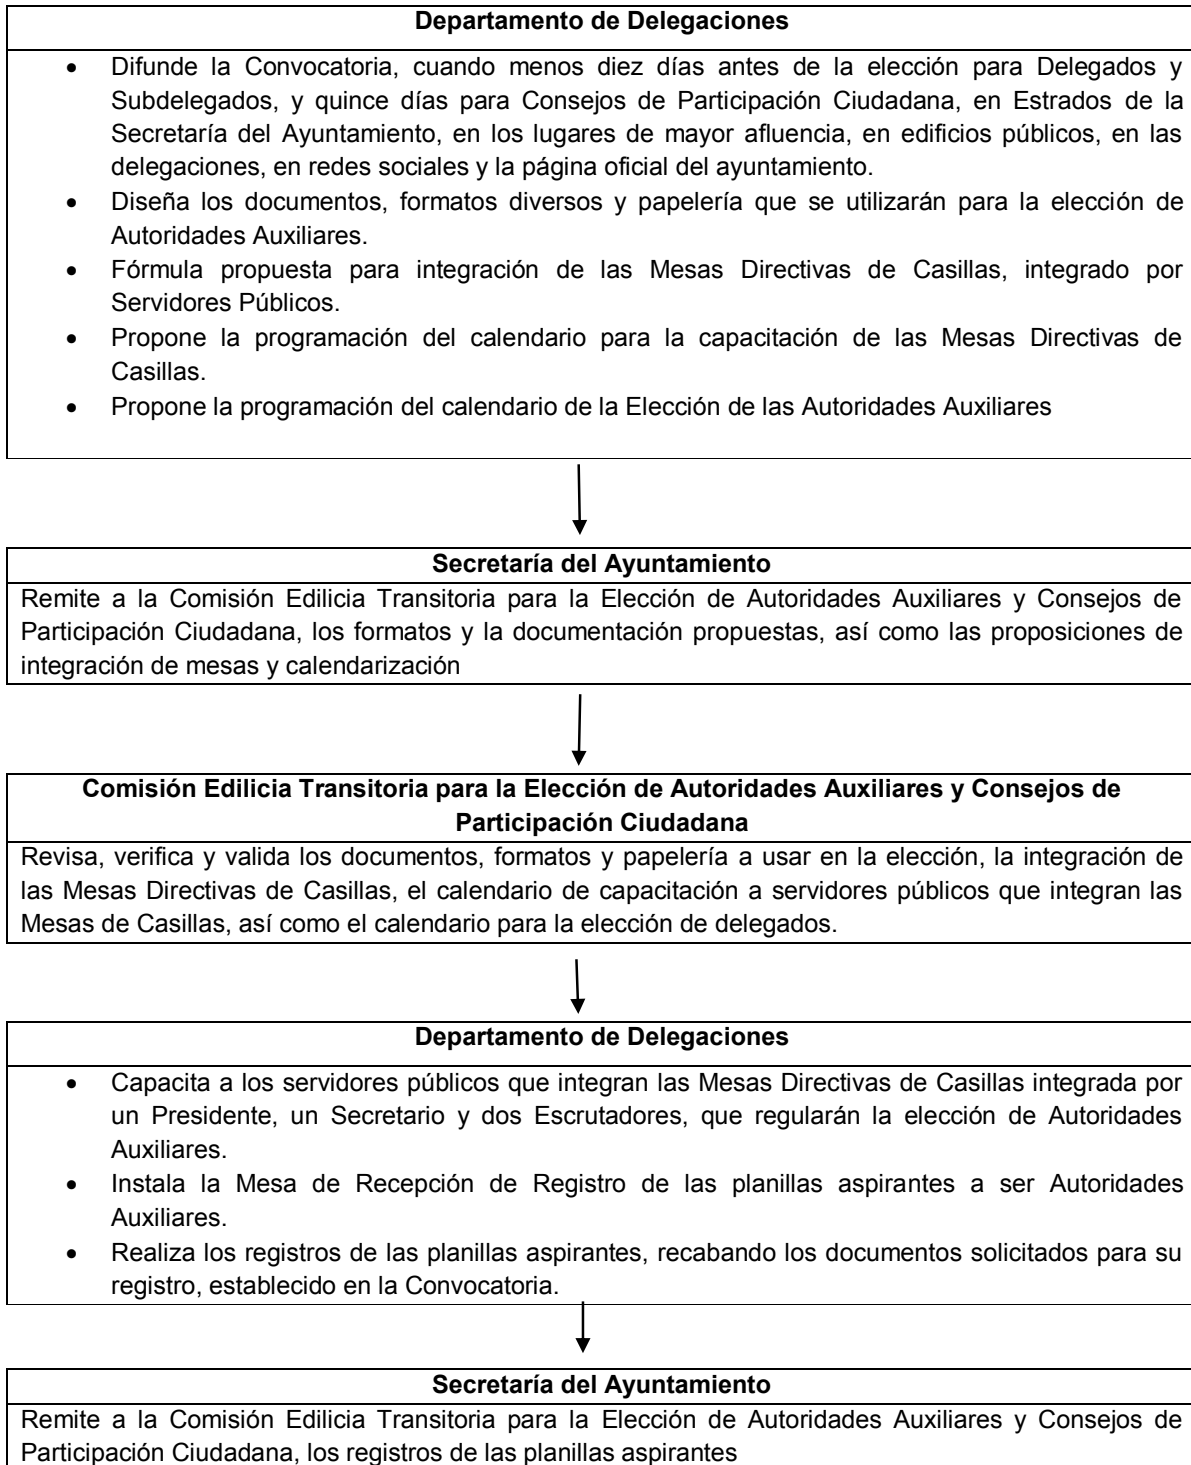 Departamento de Delegaciones
• Difunde la Convocatoria, cuando menos diez días antes de la elección para Delegados y
Subdelegados, y quince días para Consejos de Participación Ciudadana, en Estrados de la
Secretaría del Ayuntamiento, en los lugares de mayor afluencia, en edificios públicos, en las
delegaciones, en redes sociales y la página oficial del ayuntamiento.
• Diseña los documentos, formatos diversos y papelería que se utilizarán para la elección de
Autoridades Auxiliares.
• Fórmula propuesta para integración de las Mesas Directivas de Casillas, integrado por
Servidores Públicos.
• Propone la programación del calendario para la capacitación de las Mesas Directivas de
Casillas.
• Propone la programación del calendario de la Elección de las Autoridades Auxiliares
Secretaría del Ayuntamiento
Remite a la Comisión Edilicia Transitoria para la Elección de Autoridades Auxiliares y Consejos de
Participación Ciudadana, los formatos y la documentación propuestas, así como las proposiciones de
integración de mesas y calendarización
Comisión Edilicia Transitoria para la Elección de Autoridades Auxiliares y Consejos de
Participación Ciudadana
Revisa, verifica y valida los documentos, formatos y papelería a usar en la elección, la integración de
las Mesas Directivas de Casillas, el calendario de capacitación a servidores públicos que integran las
Mesas de Casillas, así como el calendario para la elección de delegados.
Departamento de Delegaciones
• Capacita a los servidores públicos que integran las Mesas Directivas de Casillas integrada por
un Presidente, un Secretario y dos Escrutadores, que regularán la elección de Autoridades
Auxiliares.
• Instala la Mesa de Recepción de Registro de las planillas aspirantes a ser Autoridades
Auxiliares.
• Realiza los registros de las planillas aspirantes, recabando los documentos solicitados para su
registro, establecido en la Convocatoria.
Secretaría del Ayuntamiento
Remite a la Comisión Edilicia Transitoria para la Elección de Autoridades Auxiliares y Consejos de
Participación Ciudadana, los registros de las planillas aspirantes